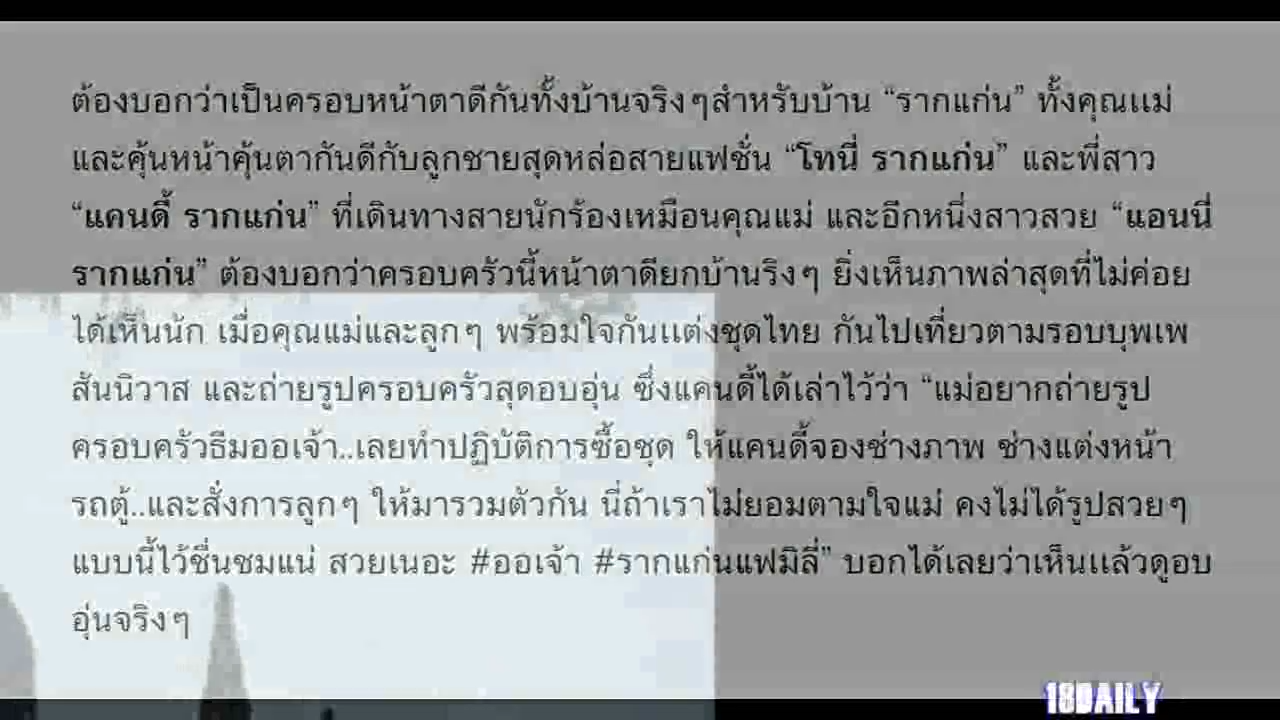 ต้องบอกว่าเป็นครอบหน้าตาดีกันทั้งบ้านจริงๆสำหรับบ้าน “รากแก่น” ทั้งคุณแม่
และคุ้นหน้าคุ้นตากันดีกับลูกชายสุดหล่อสายแฟชั่น “โทนี่ รากแก่น” และพี่สาว
“แคนดี้ รากแก่น” ที่เดินทางสายนักร้องเหมือนคุณแม่ และอีกหนึ่งสาวสวย “แอนนี่
รากแก่น” ต้องบอกว่าครอบครัวนี้หน้าตาดียกบ้านริงๆ ยิ่งเห็นภาพล่าสุดที่ไม่ค่อย
ได้เห็นนัก เมื่อคุณแม่และลูกๆ พร้อมใจกันแต่งชุดไทย กันไปเที่ยวตามรอบบุพเพ
สันนิวาส และถ่ายรูปครอบครัวสุดอบอุ่น ซึ่งแคนดี้ได้เล่าไว้ว่า “แม่อยากถ่ายรูป
ครอบครัวธีมออเจ้า..เลยทำปฏิบัติการซื้อชุด ให้แคนดี้จองช่างภาพ ช่างแต่งหน้า
รถตู้..และสั่งการลูกๆ ให้มารวมตัวกัน นี่ถ้าเราไม่ยอมตามใจแม่ คงไม่ได้รูปสวยๆ
แบบนี้ไว้ชื่นชมแน่ สวยเนอะ #ออเจ้า #รากแก่นแฟมิลี่” บอกได้เลยว่าเห็นแล้วดูอบ
อุ่นจริงๆ
18DAILY